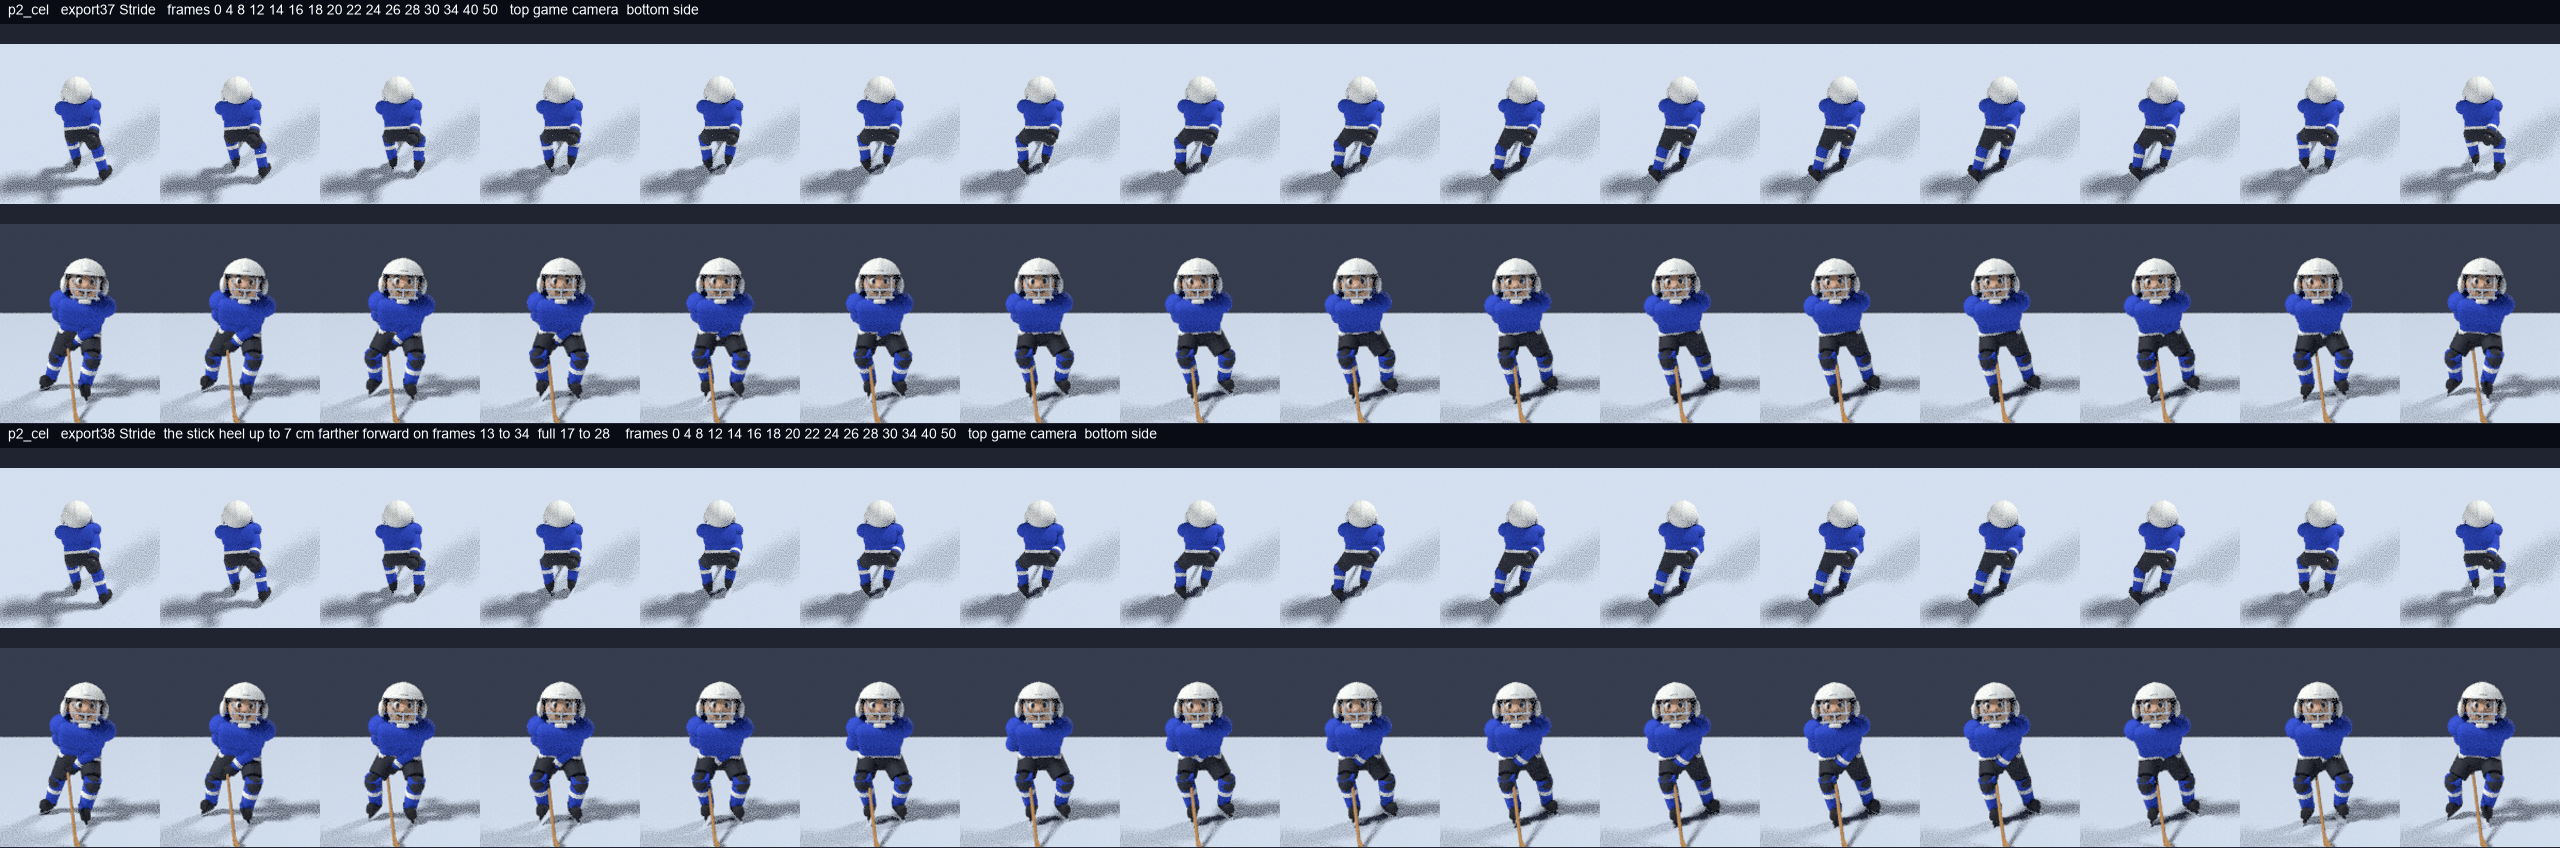 p2_cel export37 Stride frames 0 4 8 12 14 16 18 20 22 24 26 28 30 34 40 50 top game camera bottom side
p2_cel export38 Stride the stick heel up to 7 cm farther forward on frames 13 to 34 full 17 to 28 frames 0 4 8 12 14 16 18 20 22 24 26 28 30 34 40 50 top game camera bottom side